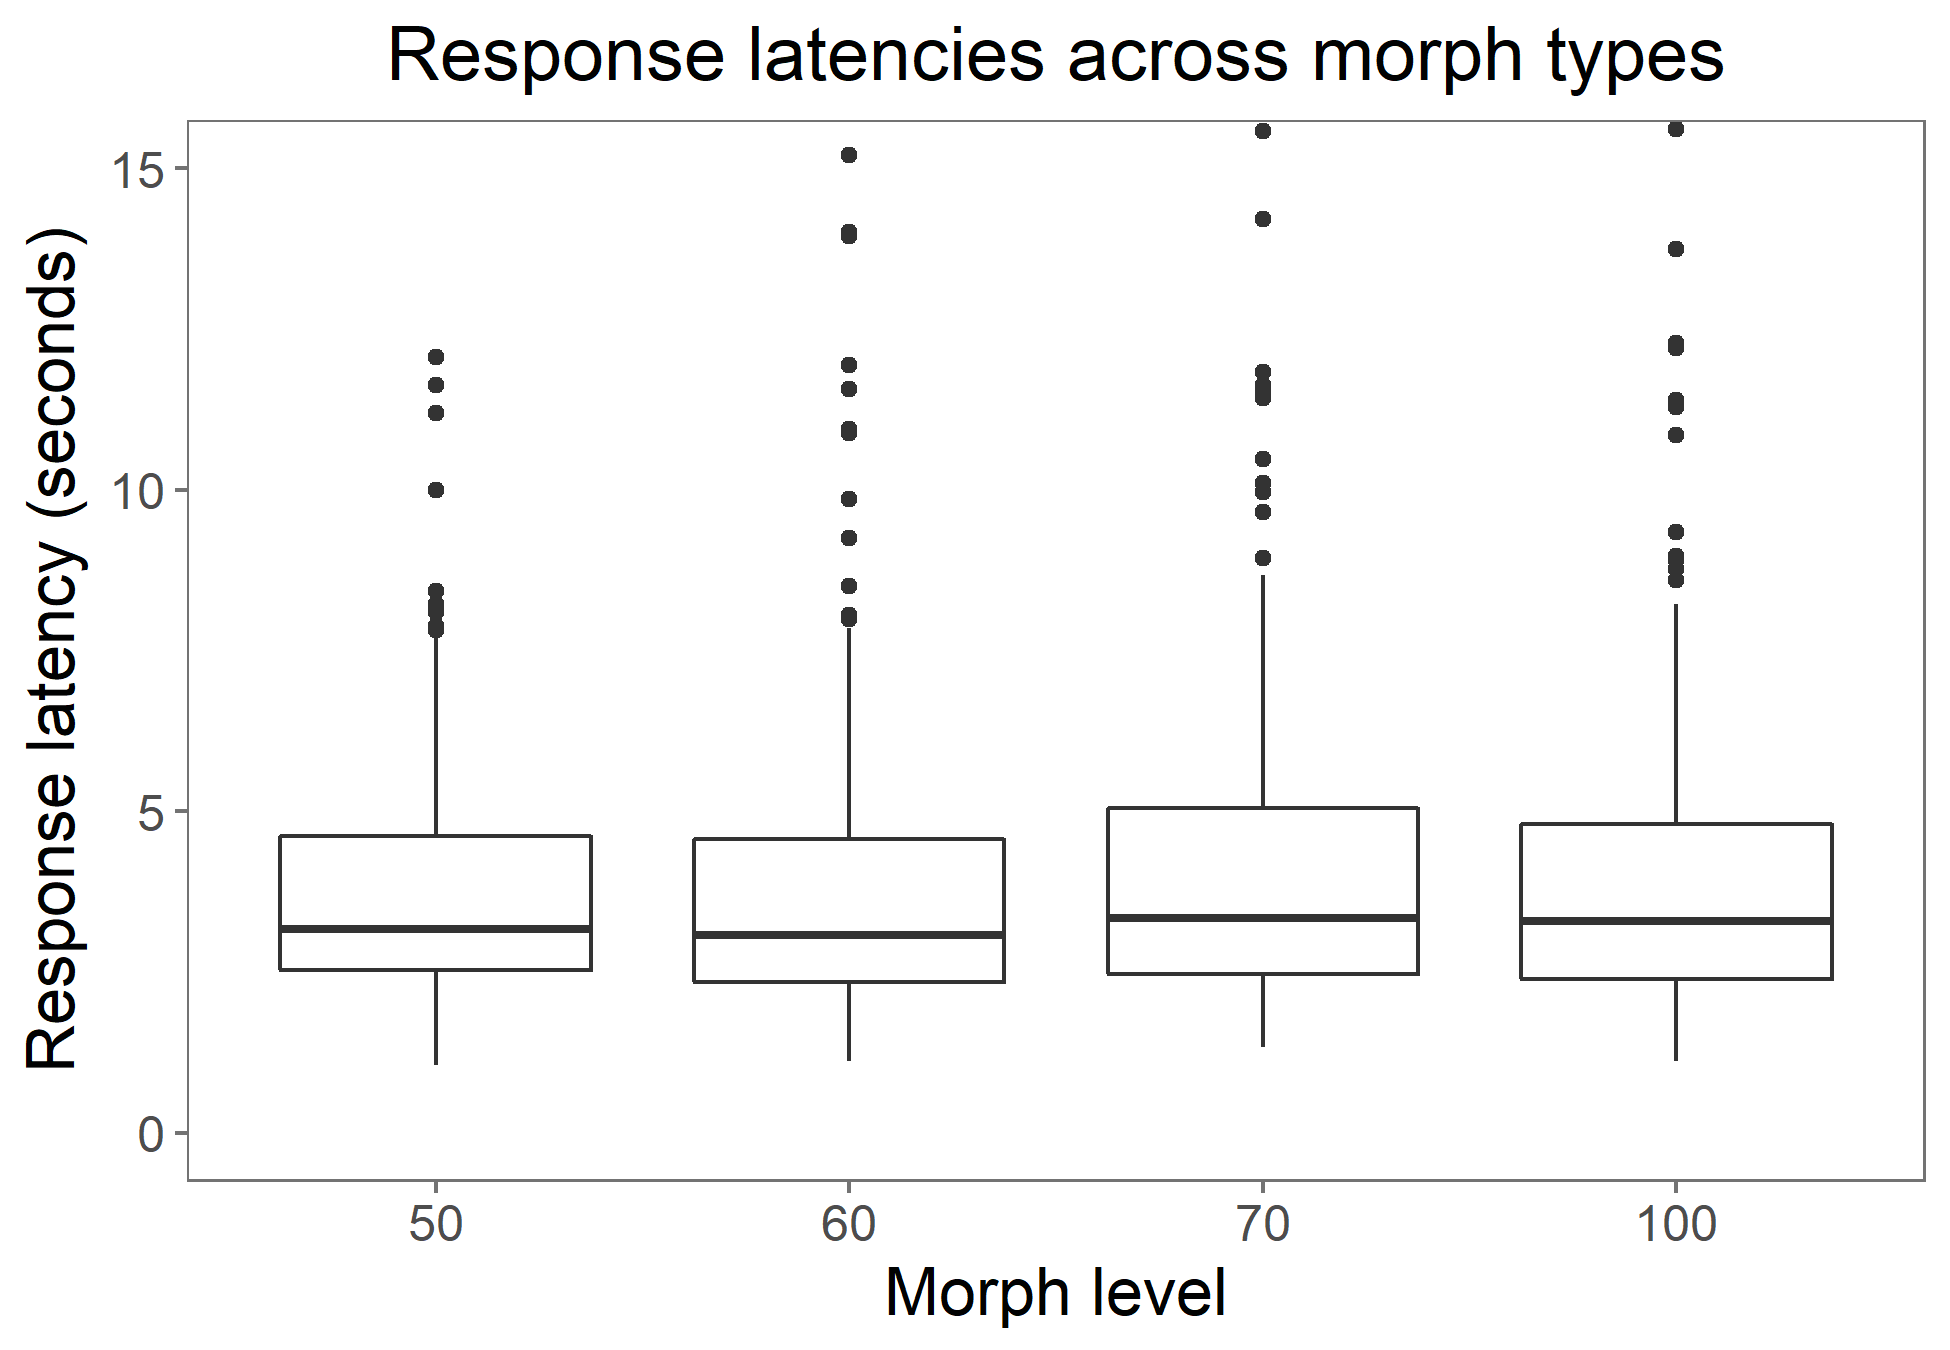 Response latencies across morph types
Response latency (seconds)
15
10
5
0
50 60 70 100
Morph level